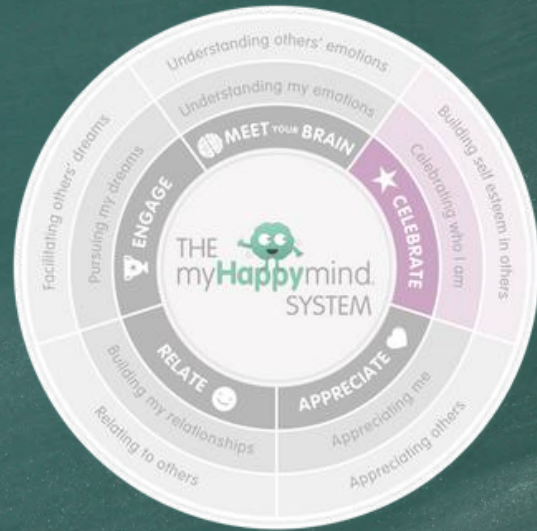 Understanding others' emotions
Understanding my emotions
MEET YOUR BRAIN
Building self esteem in others
Celebrating who I am
CELEBRATE
Appreciating others
Appreciating me
APPRECIATE
Relating to others
Building my relationships
RELATE
Facilitating others' dreams
Pursuing my dreams
ENGAGE
THE
myHappymind.
SYSTEM